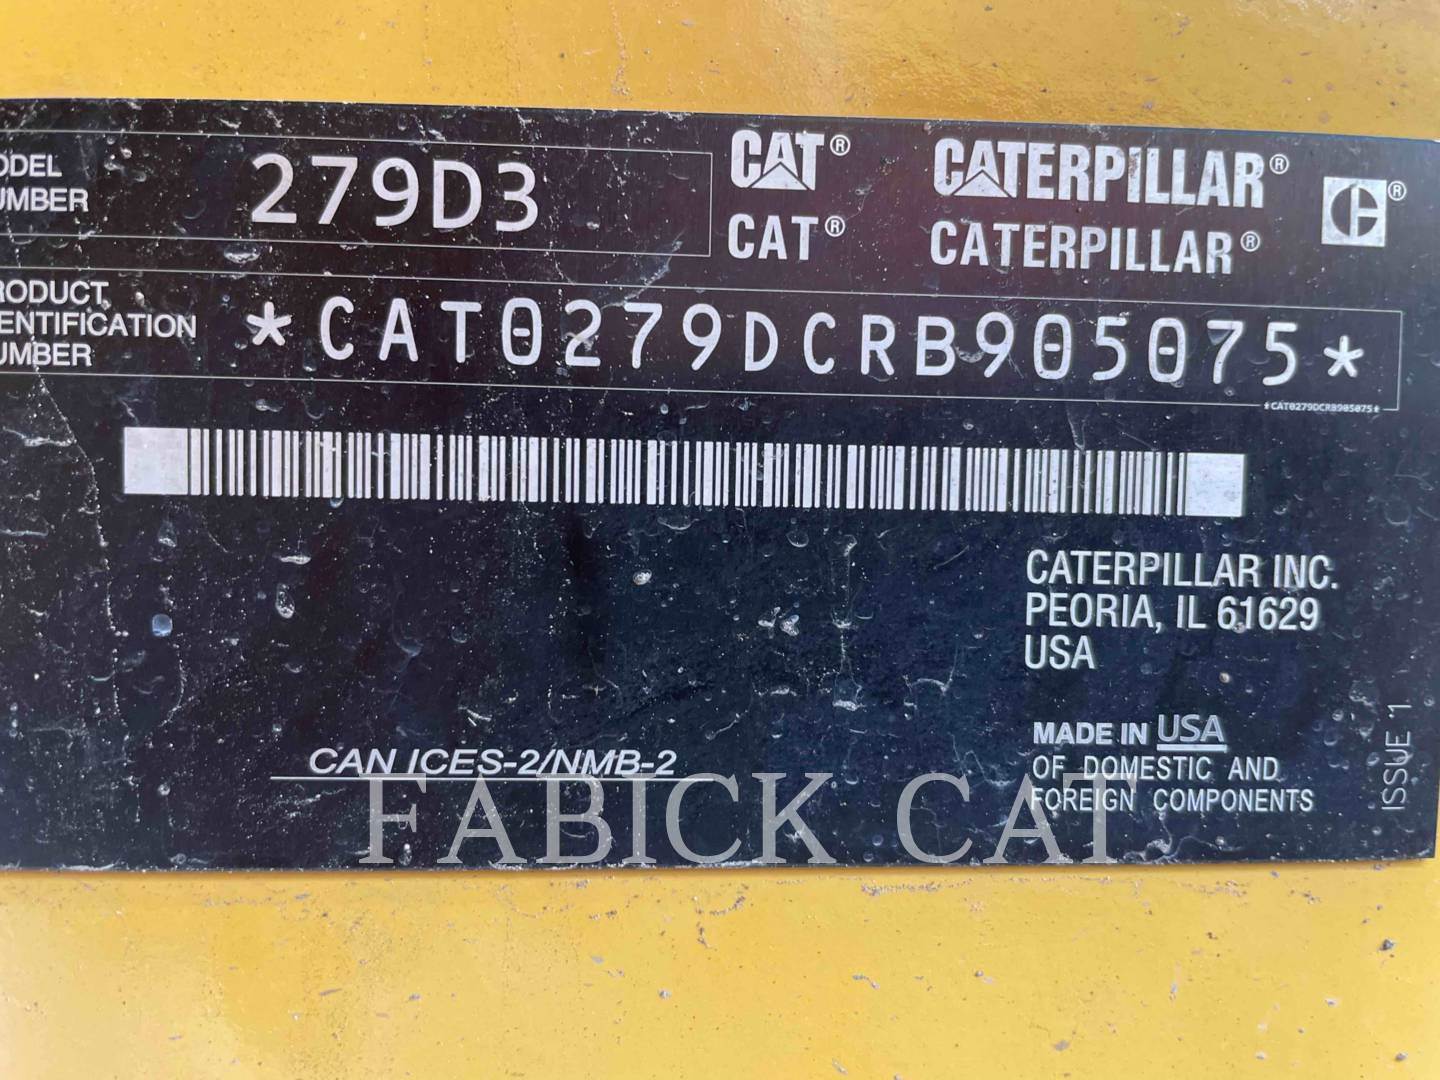 ODEL
UMBER
279D3
CAT® CATERPILLAR® C®
CAT® CATERPILLAR®
RODUCT
ENTIFICATION
UMBER
*CAT0279DCRB905075*
*CAT0279DCRB905075*
CATERPILLAR INC.
PEORIA, IL 61629
USA
MADE IN USA
OF DOMESTIC AND
FOREIGN COMPONENTS
ISSUE 1
CAN ICES-2/NMB-2
FABICK CAT